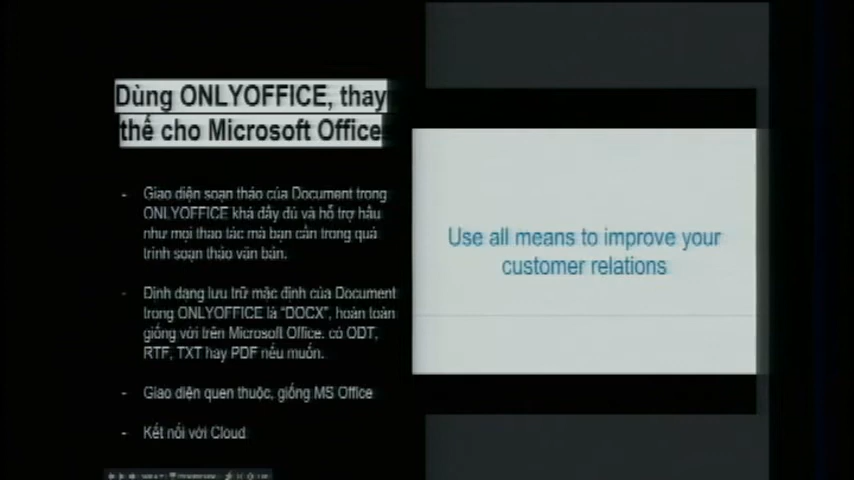 Dùng ONLYOFFICE, thay
thế cho Microsoft Office
- Giao diện soạn thảo của Document trong
ONLYOFFICE khá đầy đủ và hỗ trợ hầu
như mọi thao tác mà bạn cần trong quá
trình soạn thảo văn bản.
- Định dạng lưu trữ mặc định của Document
trong ONLYOFFICE là “DOCX”, hoàn toàn
giống với trên Microsoft Office. có ODT,
RTF, TXT hay PDF nếu muốn.
- Giao diện quen thuộc, giống MS Office
- Kết nối với Cloud
Use all means to improve your
customer relations